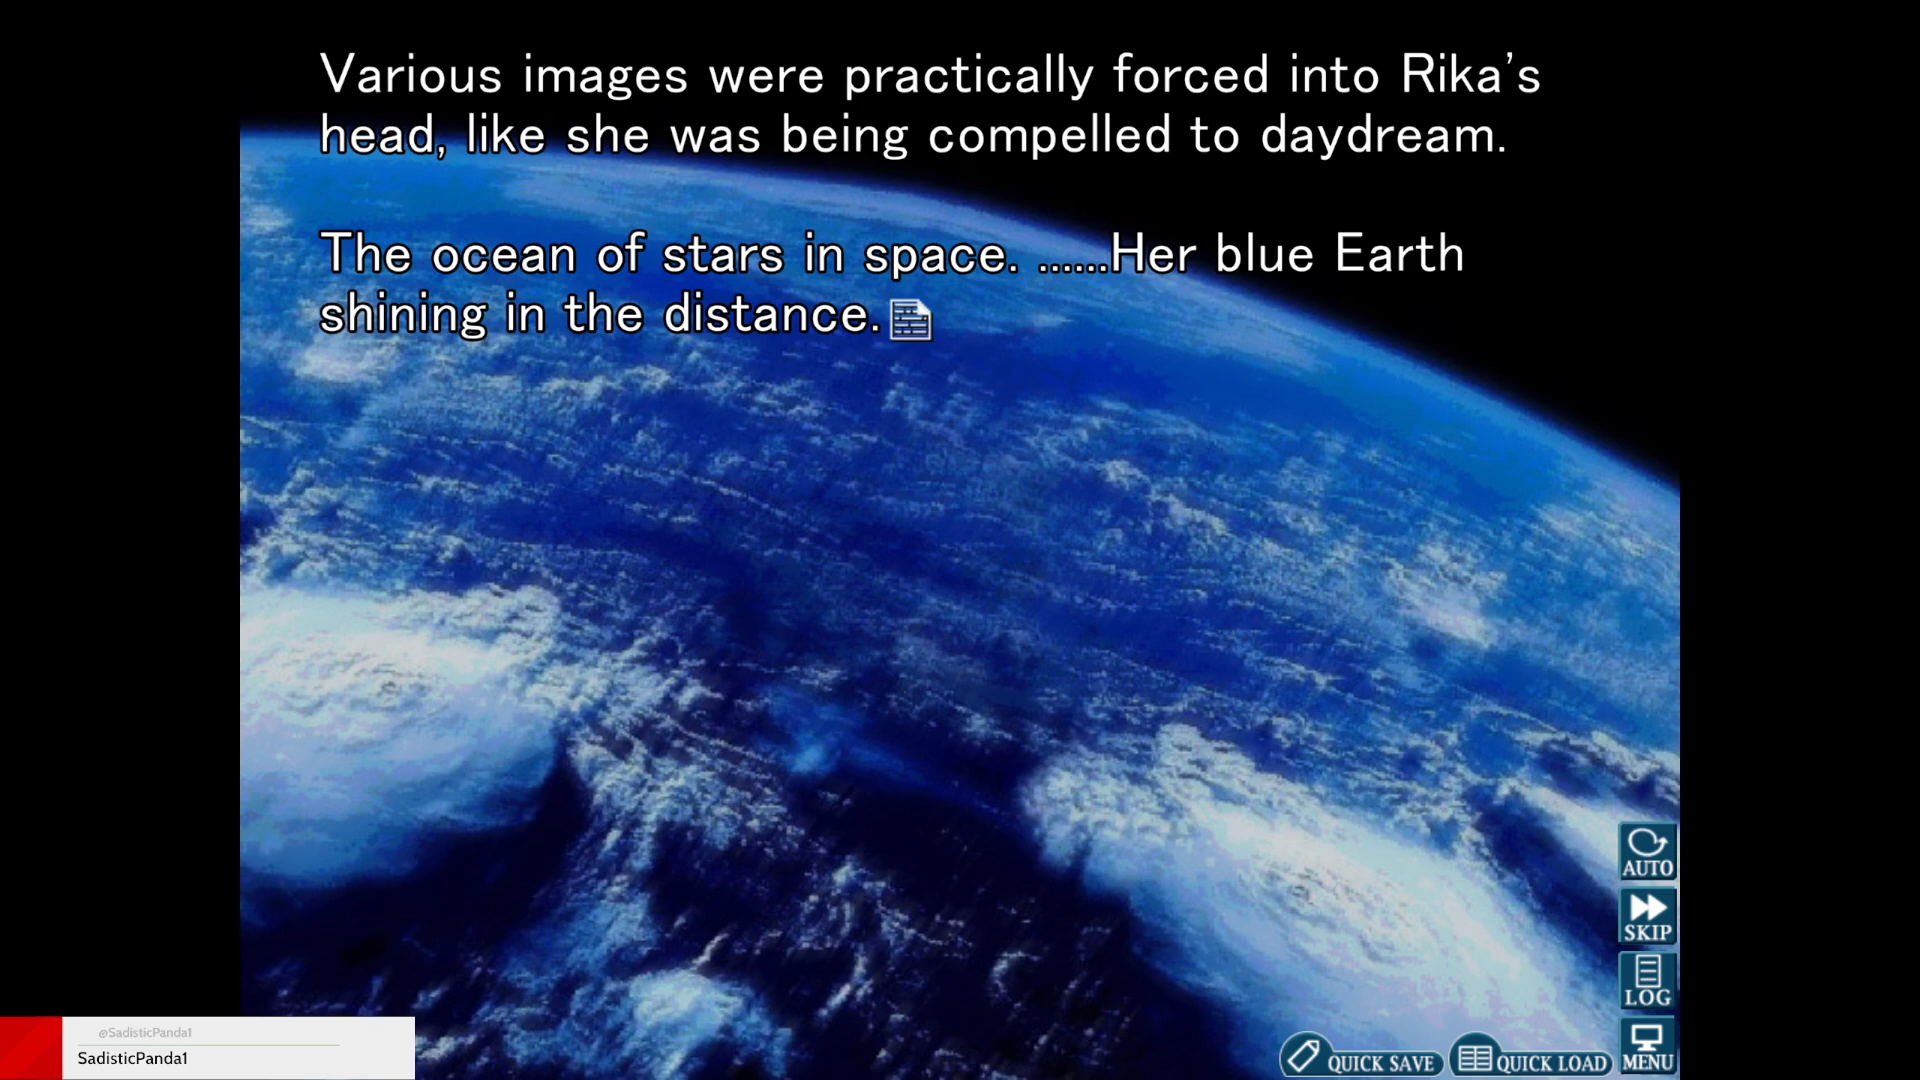 Various images were practically forced into Rika's
head, like she was being compelled to daydream.
The ocean of stars in space. ......Her blue Earth
shining in the distance.
AUTO
SKIP
LOG
MENU
QUICK SAVE
QUICK LOAD
@SadisticPanda1
SadisticPanda1